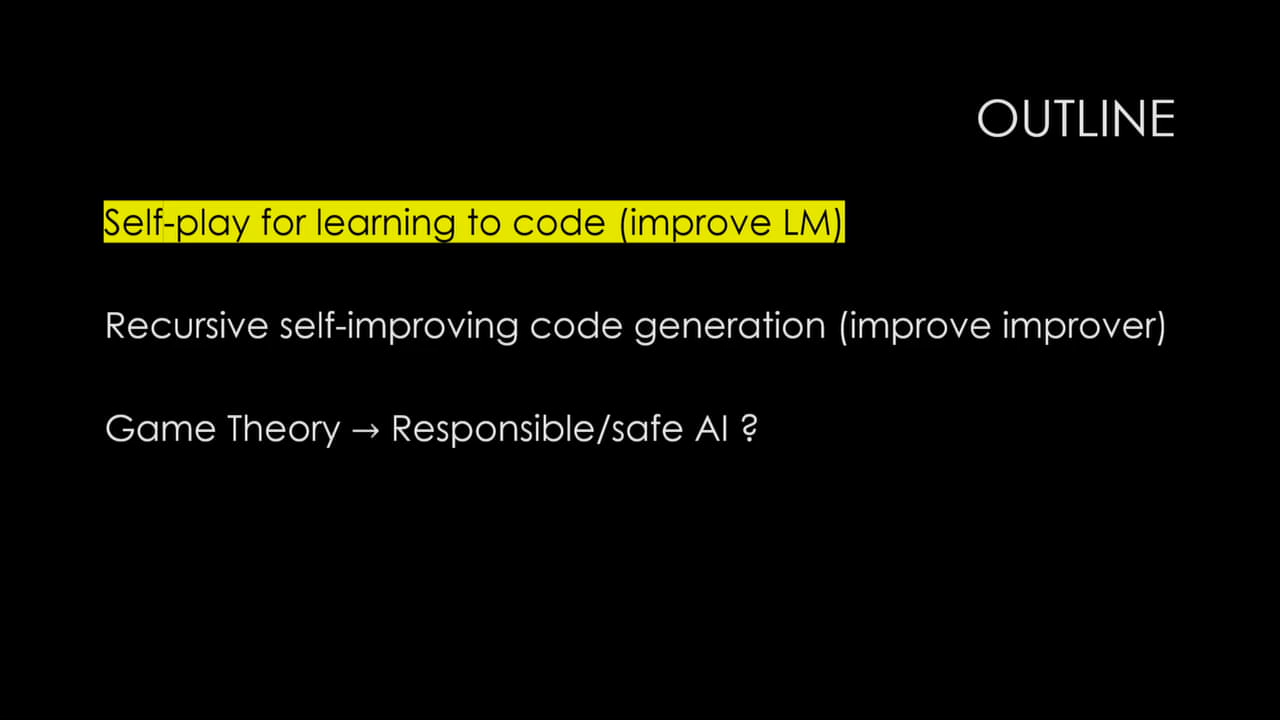 OUTLINE
Self-play for learning to code (improve LM)
Recursive self-improving code generation (improve improver)
Game Theory → Responsible/safe AI ?